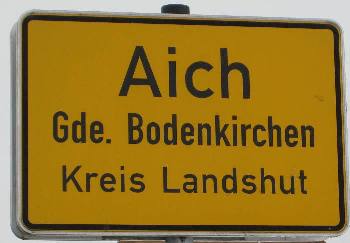 Aich
Gde. Bodenkirchen
Kreis Landshut